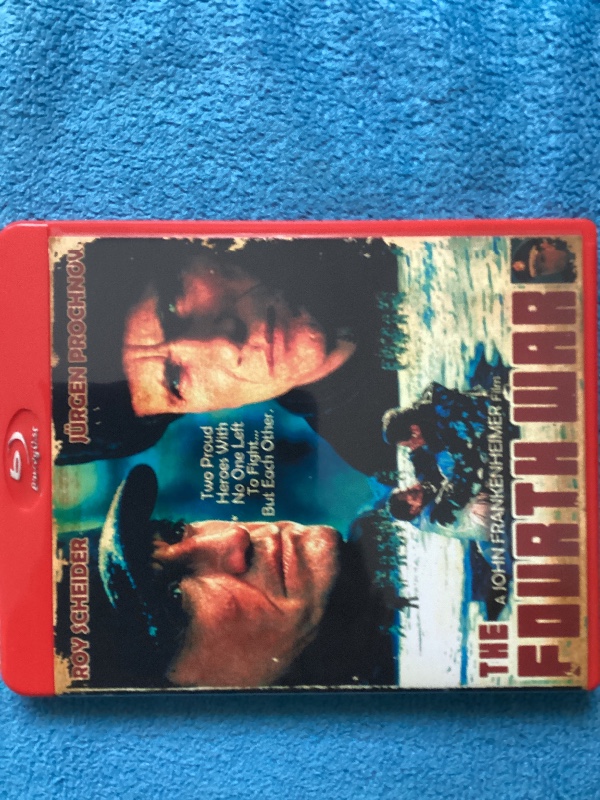 ROY SCHEIDER
JÜRGEN PROCHNOW
Two Proud
Heroes With
No One Left
To Fight...
But Each Other.
A JOHN FRANKENHEIMER Film
THE
FOURTH WAR